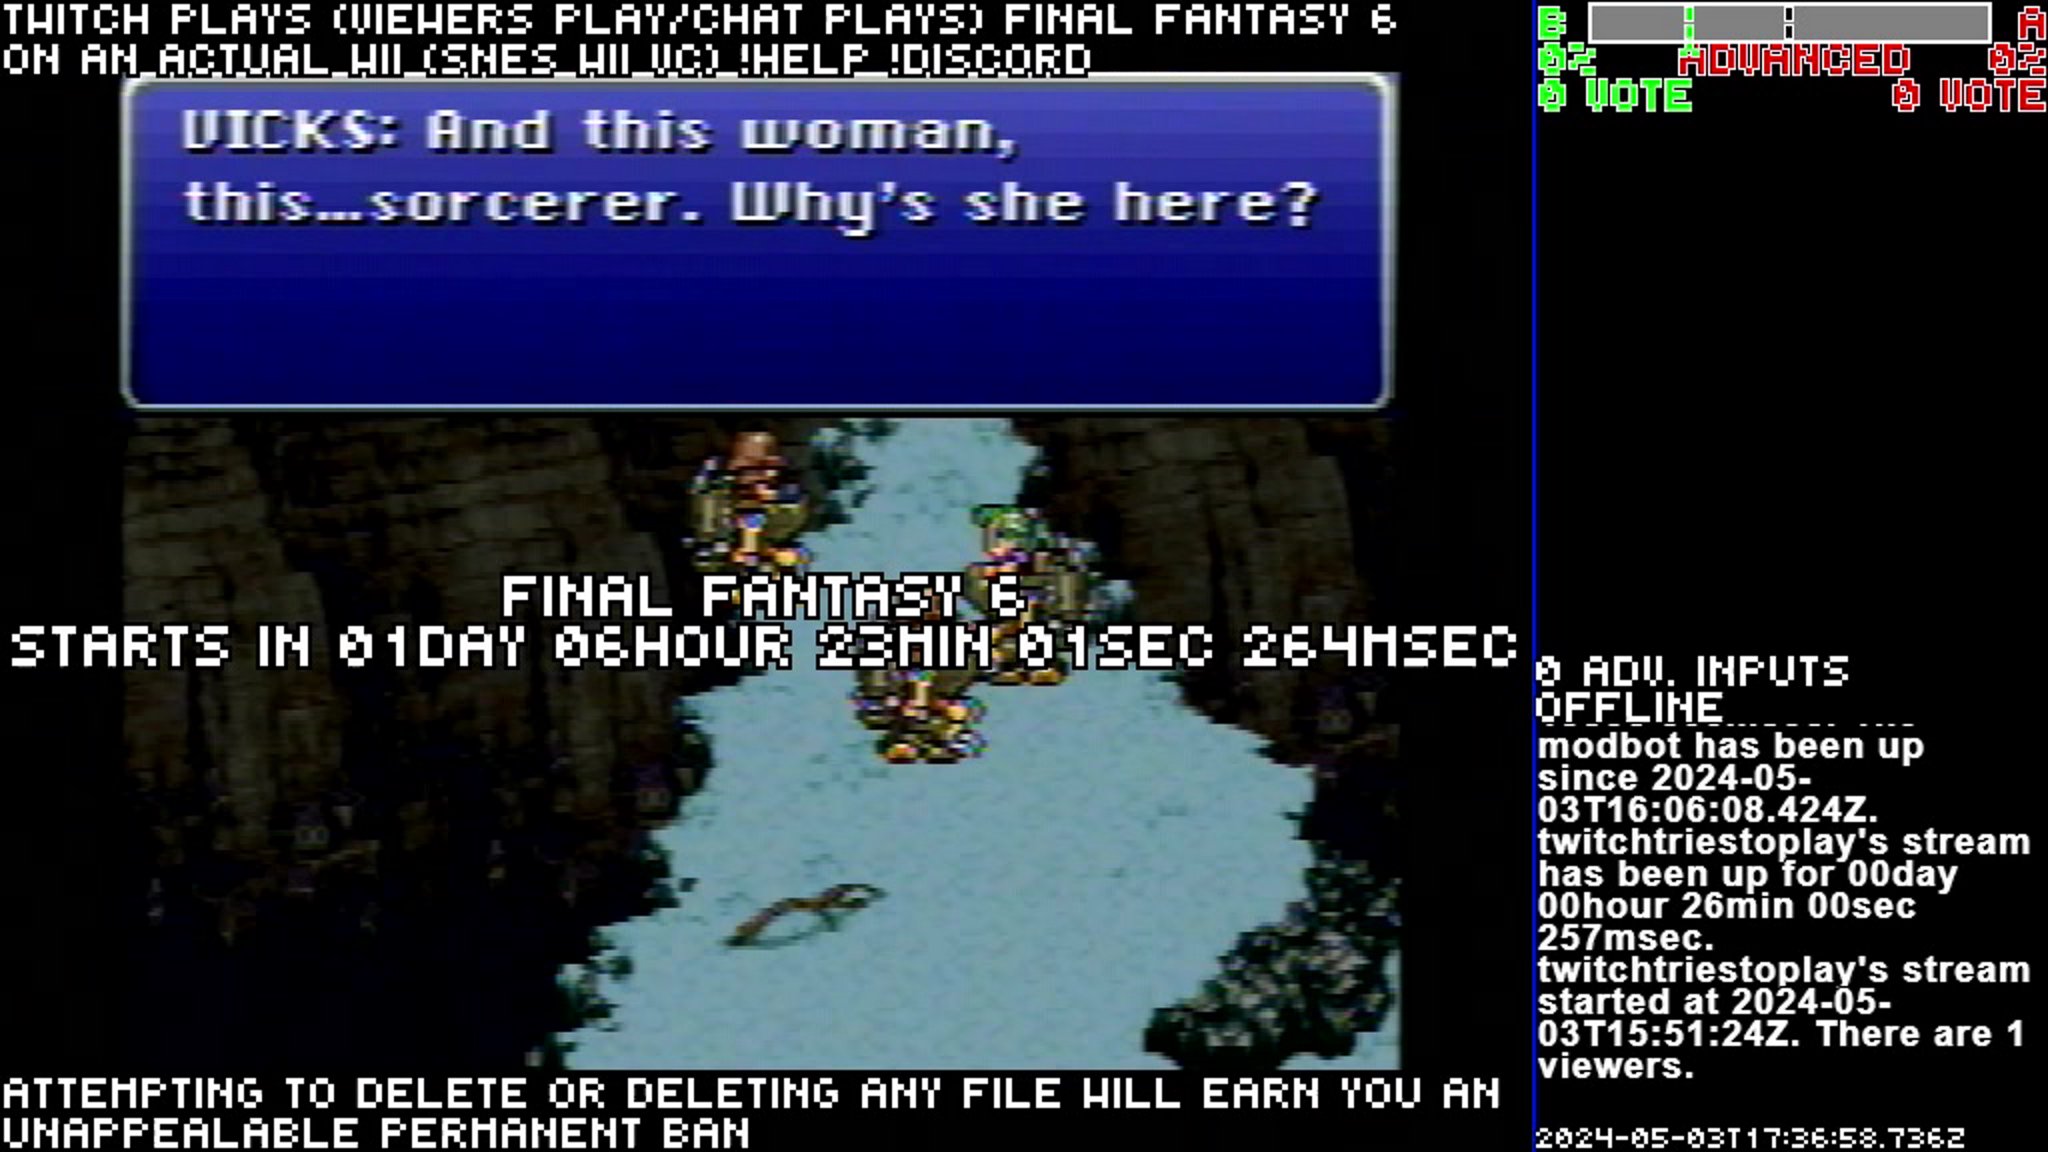 TWITCH PLAYS (VIEWERS PLAY/CHAT PLAYS) FINAL FANTASY 6
ON AN ACTUAL WII (SNES WII VC) !HELP !DISCORD
B A
0% ADVANCED 0%
0 VOTE 0 VOTE
VICKS: And this woman,
this...sorcerer. Why's she here?
FINAL FANTASY 6
STARTS IN 01DAY 06HOUR 23MIN 01SEC 264MSEC
0 ADV. INPUTS
OFFLINE
modbot has been up
since 2024-05-
03T16:06:08.424Z.
twitchtriestoplay's stream
has been up for 00day
00hour 26min 00sec
257msec.
twitchtriestoplay's stream
started at 2024-05-
03T15:51:24Z. There are 1
viewers.
ATTEMPTING TO DELETE OR DELETING ANY FILE WILL EARN YOU AN
UNAPPEALABLE PERMANENT BAN
2024-05-03T17:36:58.736Z